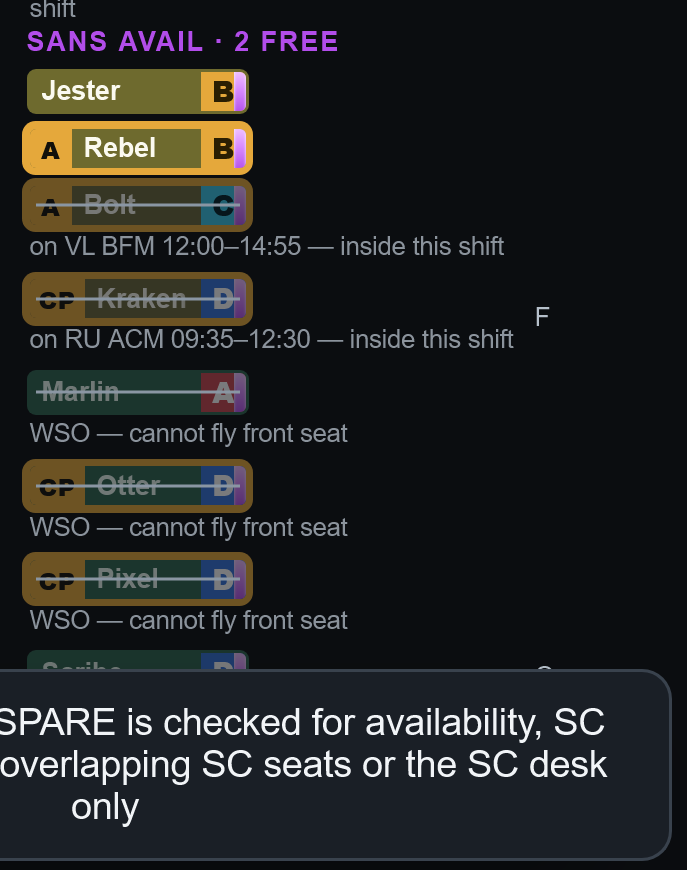 shift
SANS AVAIL · 2 FREE
Jester B
A Rebel B
A Bolt C
on VL BFM 12:00–14:55 — inside this shift
CP Kraken D
F
on RU ACM 09:35–12:30 — inside this shift
Marlin A
WSO — cannot fly front seat
CP Otter D
WSO — cannot fly front seat
CP Pixel D
WSO — cannot fly front seat
SPARE is checked for availability, SC
overlapping SC seats or the SC desk
only